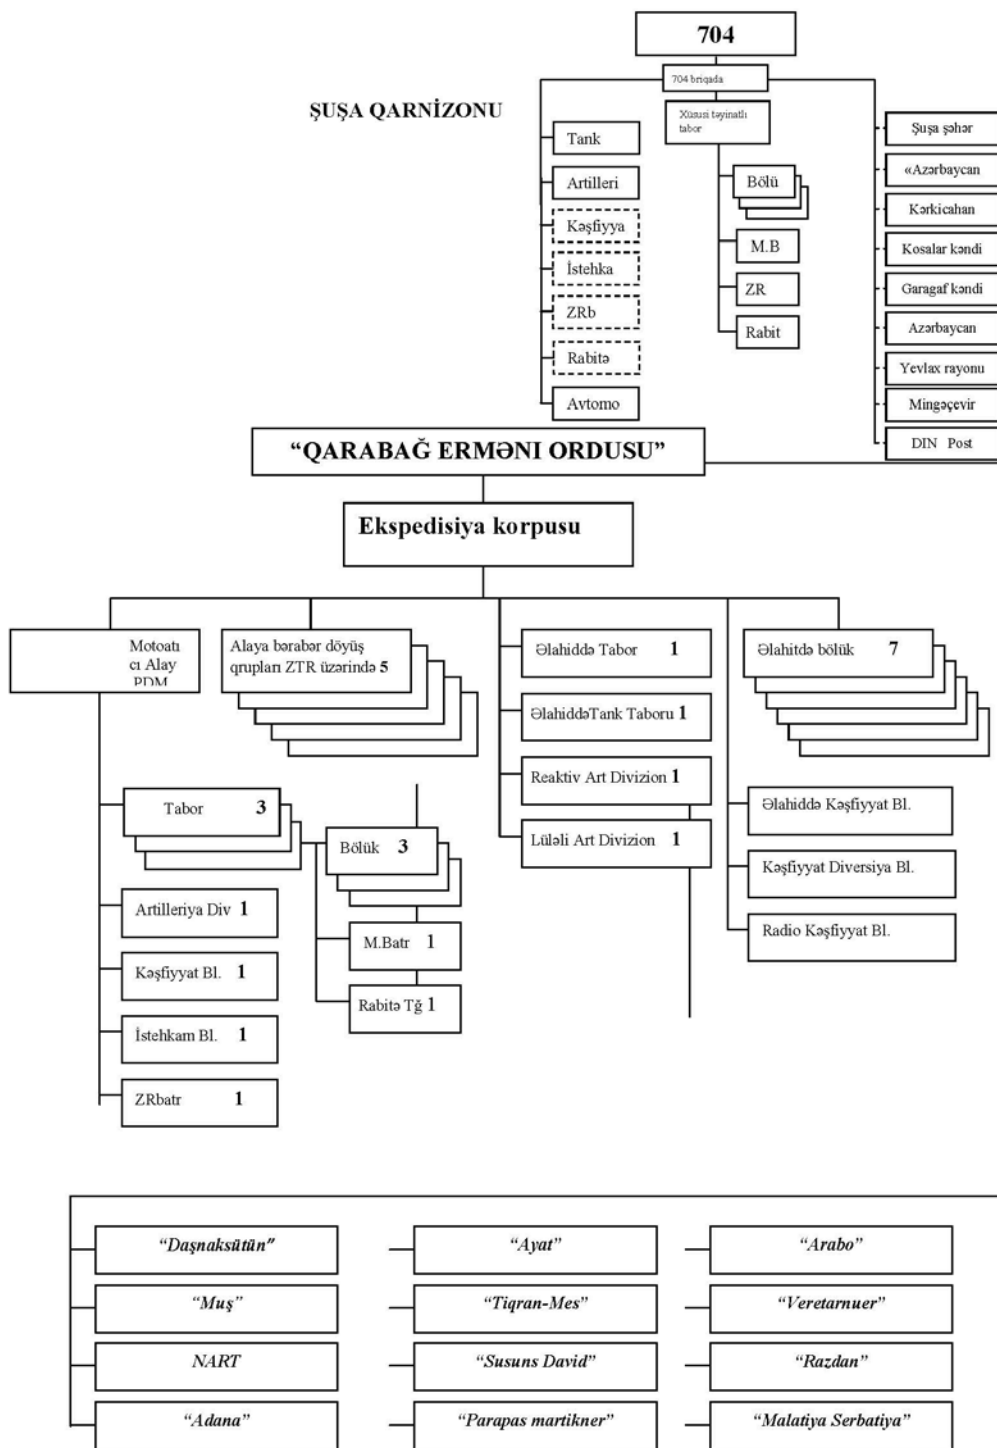 704
704 briqada
ŞUŞA QARNİZONU
Xüsusi təyinatlı
tabor
Tank
Artilleri
Kəşfiyya
İstehka
ZRb
Rabitə
Avtomo
Bölü
M.B
ZR
Rabit
Şuşa şəhər
«Azərbaycan
Kərkicahan
Kosalar kəndi
Garagaf kəndi
Azərbaycan
Yevlax rayonu
Mingəçevir
DIN Post
“QARABAĞ ERMƏNI ORDUSU”
Ekspedisiya korpusu
Motoatı
cı Alay
PDM
Alaya bərabər döyüş
qrupları ZTR üzərində 5
Əlahiddə Tabor 1
ƏlahiddəTank Taboru 1
Reaktiv Art Divizion 1
Lüləli Art Divizion 1
Əlahitdə bölük 7
Əlahiddə Kəşfiyyat Bl.
Kəşfiyyat Diversiya Bl.
Radio Kəşfiyyat Bl.
Tabor 3
Artilleriya Div 1
Kəşfiyyat Bl. 1
İstehkam Bl. 1
ZRbatr 1
Bölük 3
M.Batr 1
Rabitə Tğ 1
“Daşnaksütün”
“Ayat”
“Arabo”
“Muş”
“Tiqran-Mes”
“Veretarnuer”
NART
“Susuns David”
“Razdan”
“Adana”
“Parapas martikner”
“Malatiya Serbatiya”